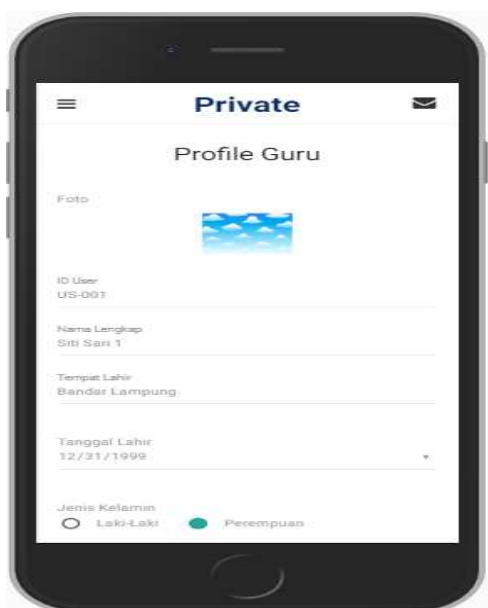 Private
Profile Guru
Foto
ID User
US-001
Nama Lengkap
Siti Sari 1
Tempat Lahir
Bandar Lampung
Tanggal Lahir
12/31/1999
Jenis Kelamin
Laki-Laki Perempuan